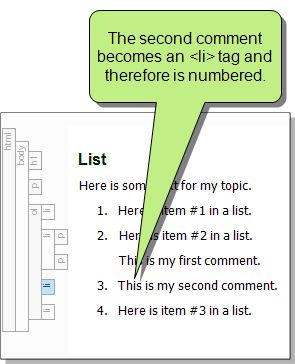 The second comment
becomes an <li> tag and
therefore is numbered.
html
body
h1
p
ol
li
li
p
p
li
li
List
Here is som xt for my topic.
1. Here item #1 in a list.
2. Here is item #2 in a list.
This is my first comment.
3. This is my second comment.
4. Here is item #3 in a list.